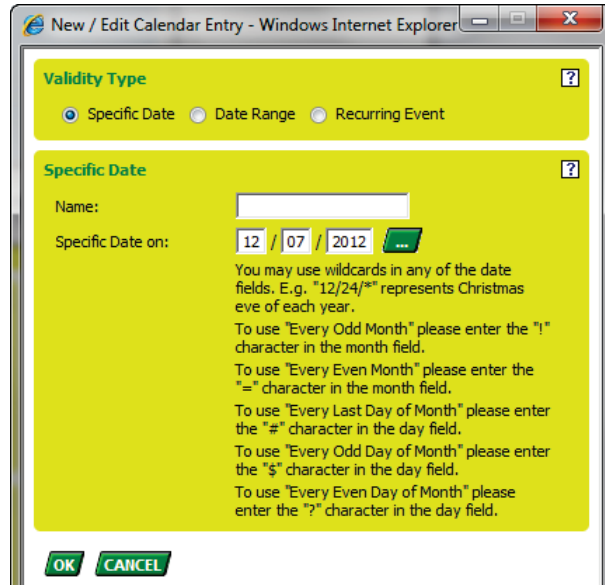 New / Edit Calendar Entry - Windows Internet Explorer
Validity Type ?
Specific Date Date Range Recurring Event
Specific Date ?
Name:
Specific Date on: 12 / 07 / 2012 ...
You may use wildcards in any of the date
fields. E.g. "12/24/*" represents Christmas
eve of each year.
To use "Every Odd Month" please enter the "!"
character in the month field.
To use "Every Even Month" please enter the
"=" character in the month field.
To use "Every Last Day of Month" please enter
the "#" character in the day field.
To use "Every Odd Day of Month" please enter
the "$" character in the day field.
To use "Every Even Day of Month" please
enter the "?" character in the day field.
OK CANCEL